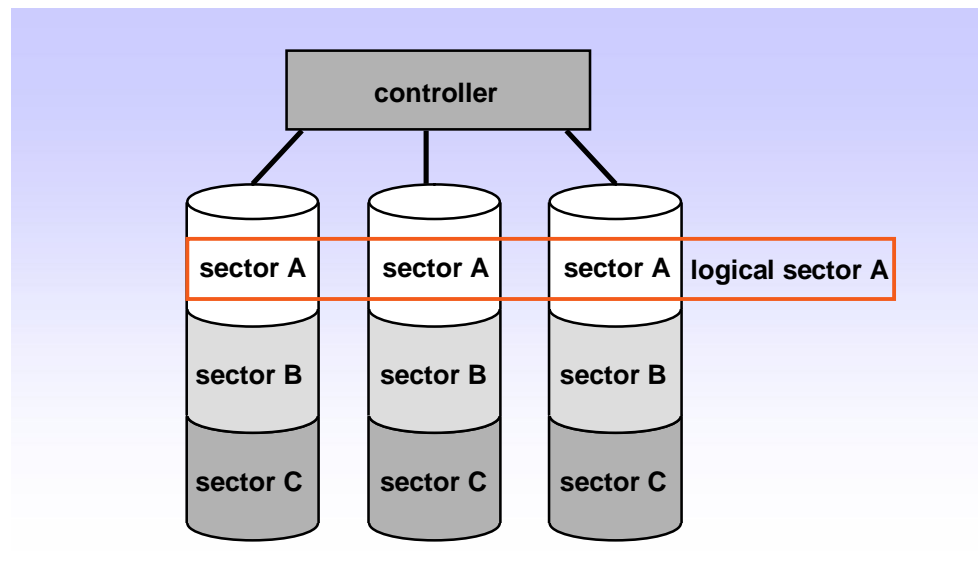 controller
sector A sector A sector A logical sector A
sector B sector B sector B
sector C sector C sector C